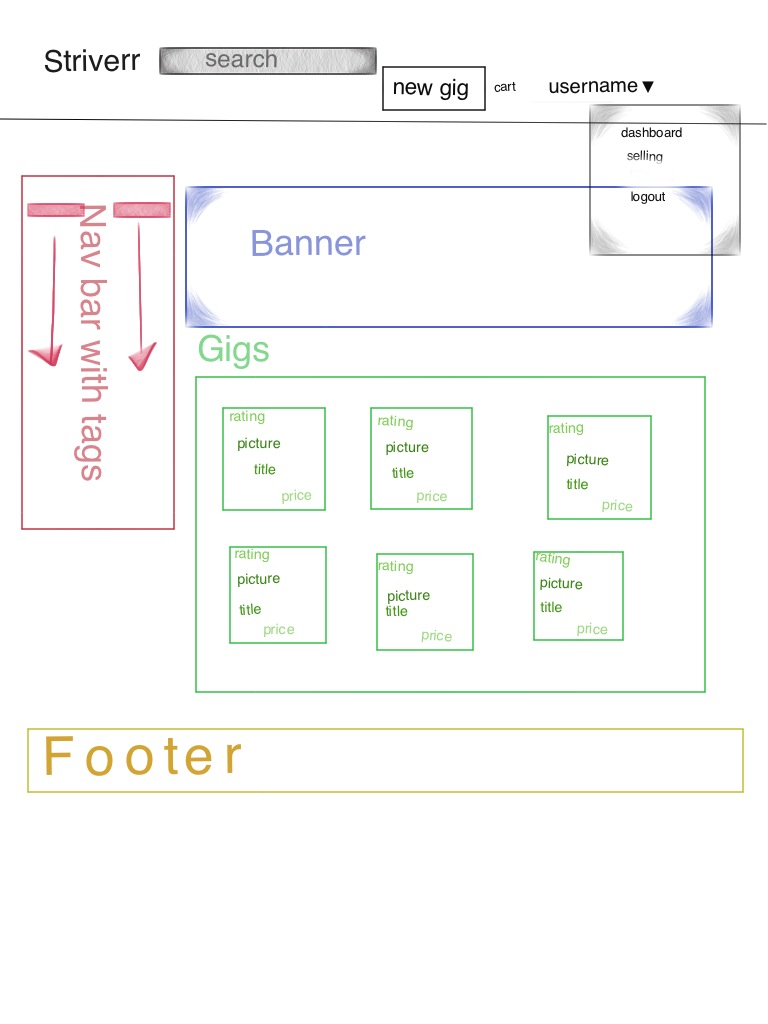 Striverr
search
new gig
cart
username ▼
dashboard
selling
logout
Nav bar with tags
Banner
Gigs
rating
picture
title
price
rating
picture
title
price
rating
picture
title
price
rating
picture
title
price
rating
picture
title
price
rating
picture
title
price
Footer